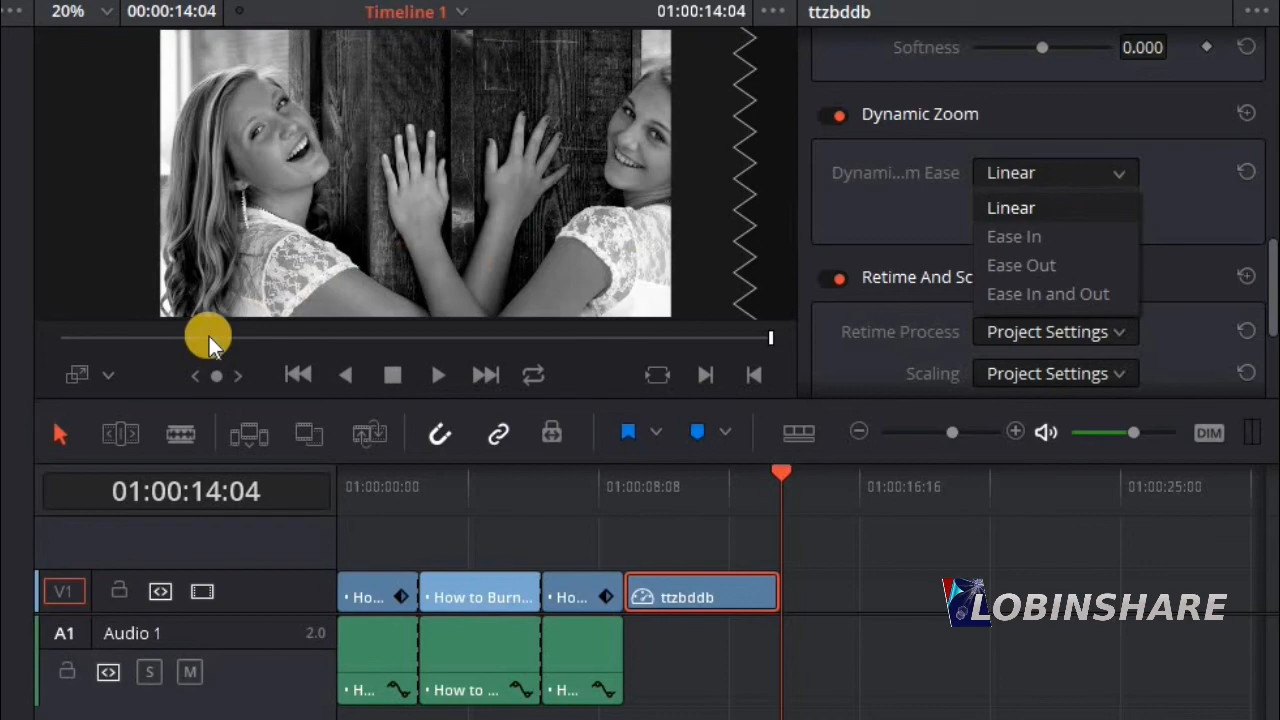 20%
00:00:14:04
Timeline 1
01:00:14:04
ttzbddb
Softness
0.000
Dynamic Zoom
Dynami...m Ease
Linear
Linear
Ease In
Ease Out
Ease In and Out
Retime And Sc
Retime Process
Project Settings
Scaling
Project Settings
DIM
01:00:14:04
01:00:00:00
01:00:08:08
01:00:16:16
01:00:25:00
V1
• Ho...
• How to Burn...
• Ho...
ttzbddb
LOBINSHARE
A1
Audio 1
2.0
S
M
• H...
• How to ...
• H...